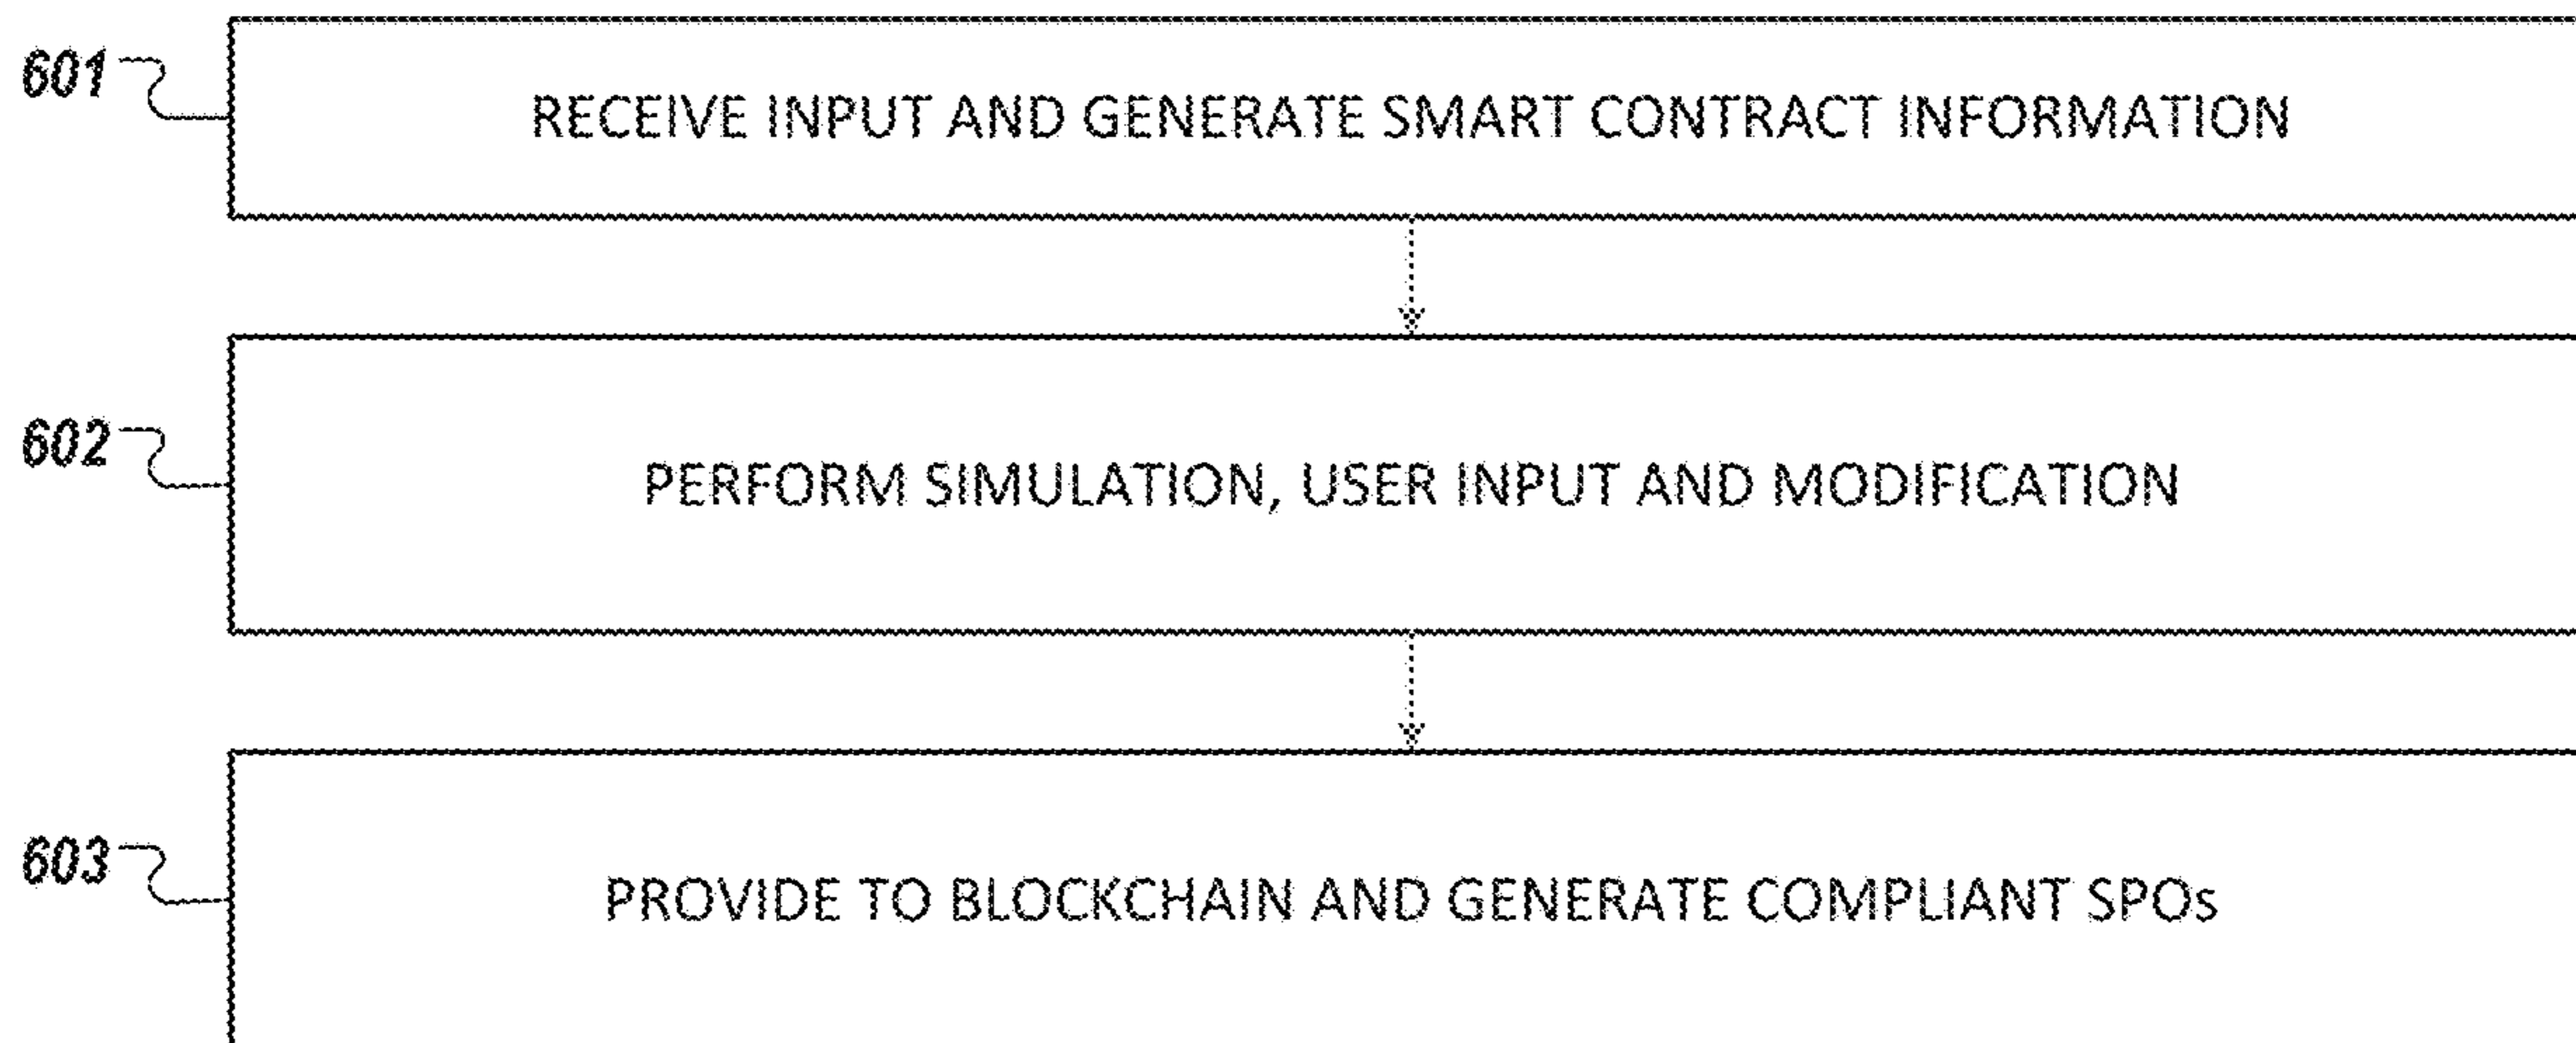 601
RECEIVE INPUT AND GENERATE SMART CONTRACT INFORMATION
602
PERFORM SIMULATION, USER INPUT AND MODIFICATION
603
PROVIDE TO BLOCKCHAIN AND GENERATE COMPLIANT SPOs